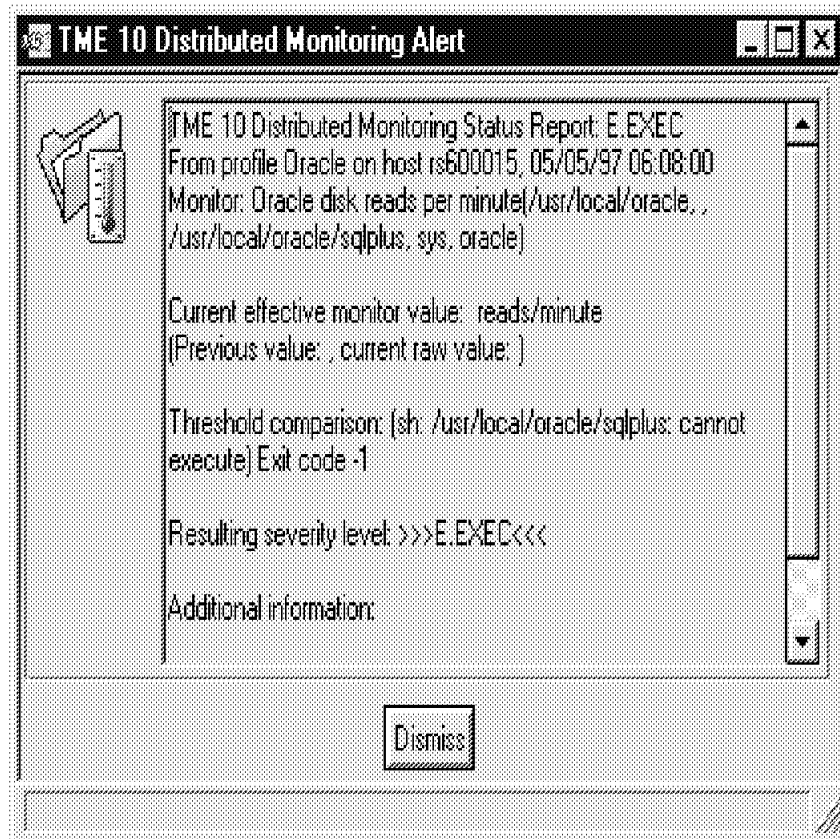 TME 10 Distributed Monitoring Alert
TME 10 Distributed Monitoring Status Report: E.EXEC
From profile Oracle on host rs600015, 05/05/97 06:08:00
Monitor: Oracle disk reads per minute(/usr/local/oracle, ,
/usr/local/oracle/sqlplus, sys, oracle)
Current effective monitor value:  reads/minute
(Previous value: , current raw value: )
Threshold comparison: (sh: /usr/local/oracle/sqlplus: cannot
execute) Exit code -1
Resulting severity level: >>>E.EXEC<<<
Additional information:
Dismiss